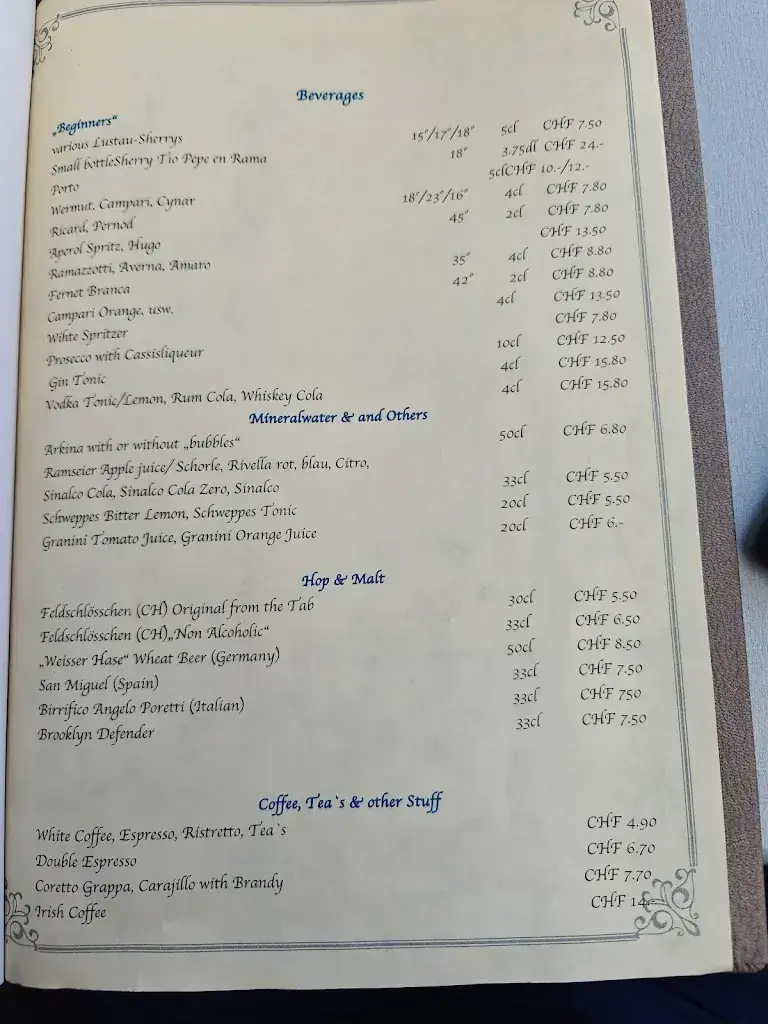 Beverages
„Beginners“
various Lustau-Sherrys 15°/17°/18° 5cl CHF 7.50
Small bottleSherry Tio Pepe en Rama 18° 3.75dl CHF 24.-
Porto 5clCHF 10.-/12.-
Wermut, Campari, Cynar 18°/23°/16° 4cl CHF 7.80
Ricard, Pernod 45° 2cl CHF 7.80
Aperol Spritz, Hugo CHF 13.50
Ramazzotti, Averna, Amaro 35° 4cl CHF 8.80
Fernet Branca 42° 2cl CHF 8.80
Campari Orange, usw. 4cl CHF 13.50
Wihte Spritzer CHF 7.80
Prosecco with Cassisliqueur 10cl CHF 12.50
Gin Tonic 4cl CHF 15.80
Vodka Tonic/Lemon, Rum Cola, Whiskey Cola 4cl CHF 15.80
Mineralwater & and Others
Arkina with or without „bubbles“ 50cl CHF 6.80
Ramseier Apple juice/ Schorle, Rivella rot, blau, Citro,
Sinalco Cola, Sinalco Cola Zero, Sinalco 33cl CHF 5.50
Schweppes Bitter Lemon, Schweppes Tonic 20cl CHF 5.50
Granini Tomato Juice, Granini Orange Juice 20cl CHF 6.-
Hop & Malt
Feldschlösschen (CH) Original from the Tab 30cl CHF 5.50
Feldschlösschen (CH)„Non Alcoholic“ 33cl CHF 6.50
„Weisser Hase“ Wheat Beer (Germany) 50cl CHF 8.50
San Miguel (Spain) 33cl CHF 7.50
Birrifico Angelo Poretti (Italian) 33cl CHF 750
Brooklyn Defender 33cl CHF 7.50
Coffee, Tea`s & other Stuff
White Coffee, Espresso, Ristretto, Tea`s CHF 4.90
Double Espresso CHF 6.70
Coretto Grappa, Carajillo with Brandy CHF 7.70
Irish Coffee CHF 14.-